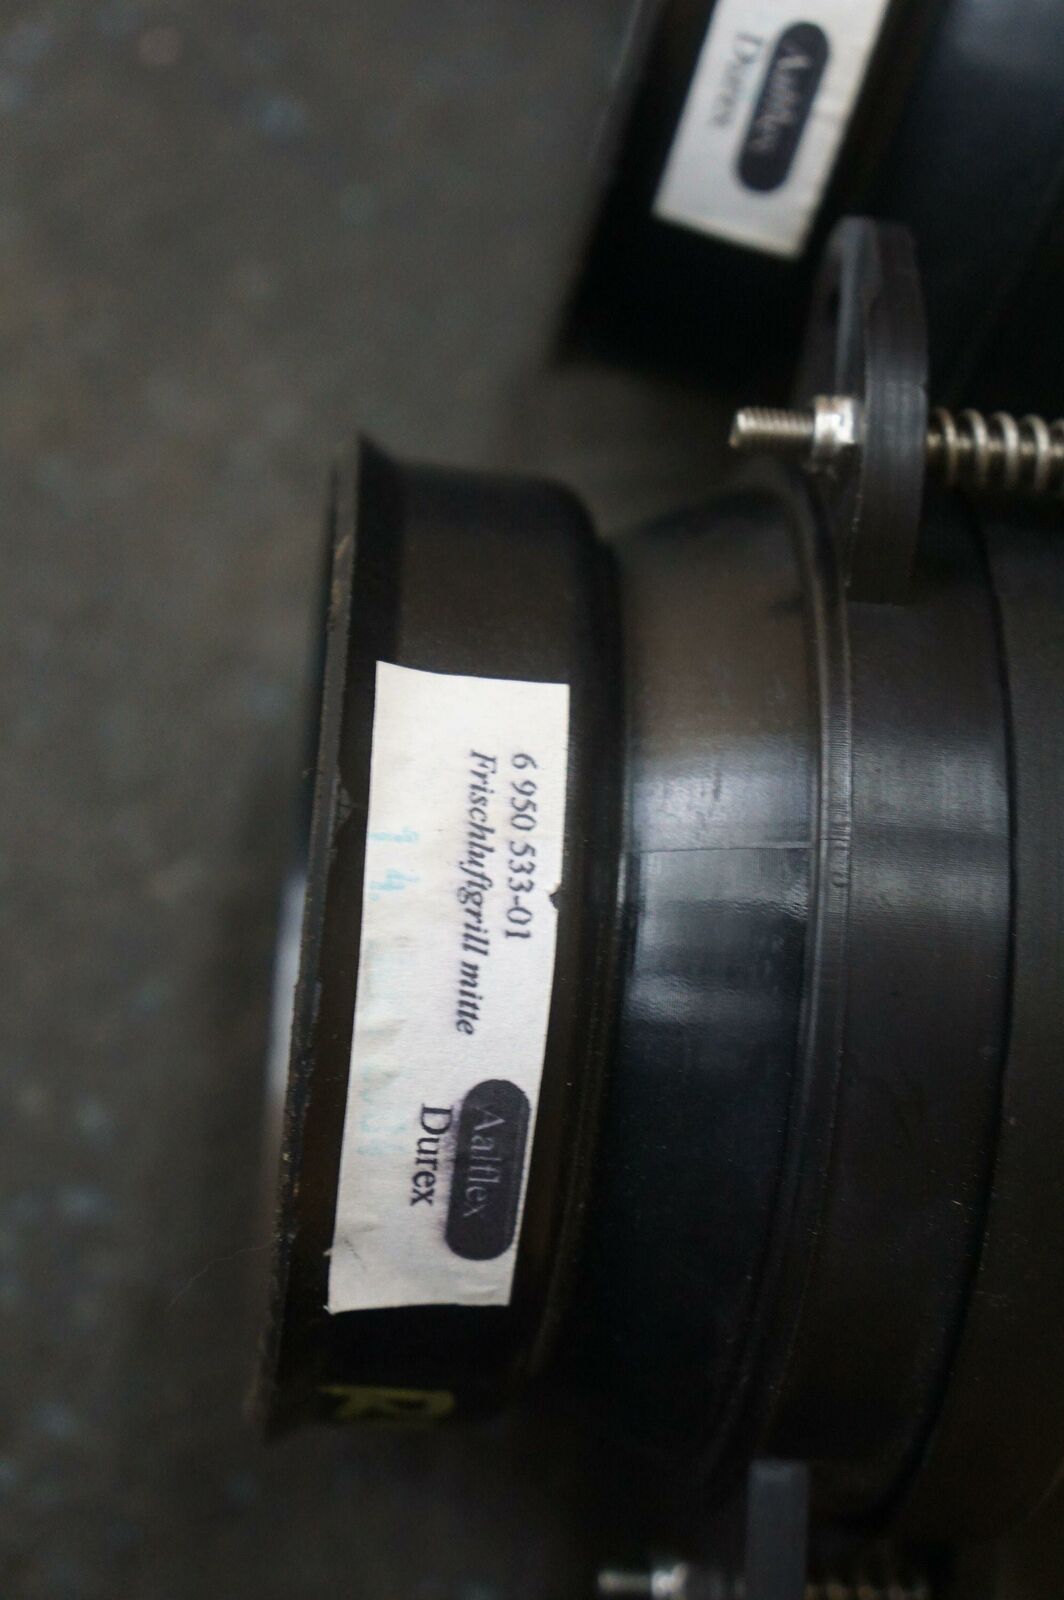 6 950 533-01
Frischluftgrill mitte
Aalflex
Durex
R
Aalflex
Durex